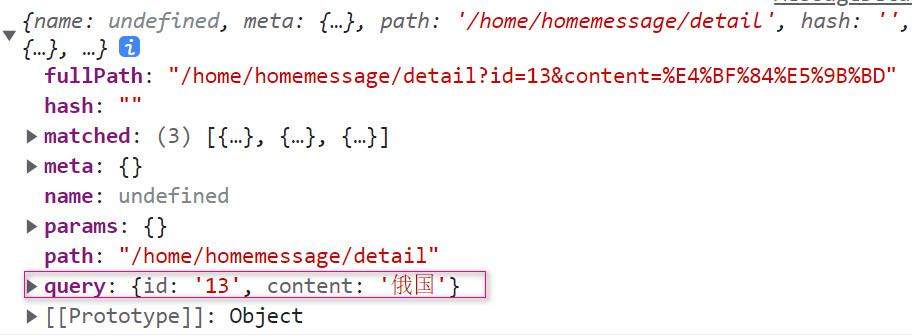 {name: undefined, meta: {…}, path: '/home/homemessage/detail', hash: '',
{…}, …} i
fullPath: "/home/homemessage/detail?id=13&content=%E4%BF%84%E5%9B%BD"
hash: ""
matched: (3) [{…}, {…}, {…}]
meta: {}
name: undefined
params: {}
path: "/home/homemessage/detail"
query: {id: '13', content: '俄国'}
[[Prototype]]: Object